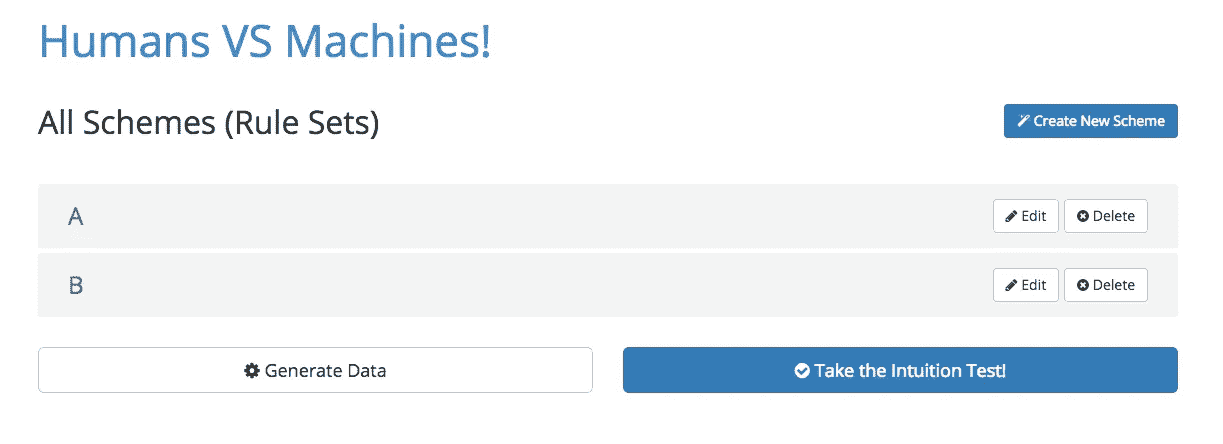 Humans VS Machines!
All Schemes (Rule Sets)
Create New Scheme
A
Edit
Delete
B
Edit
Delete
Generate Data
Take the Intuition Test!